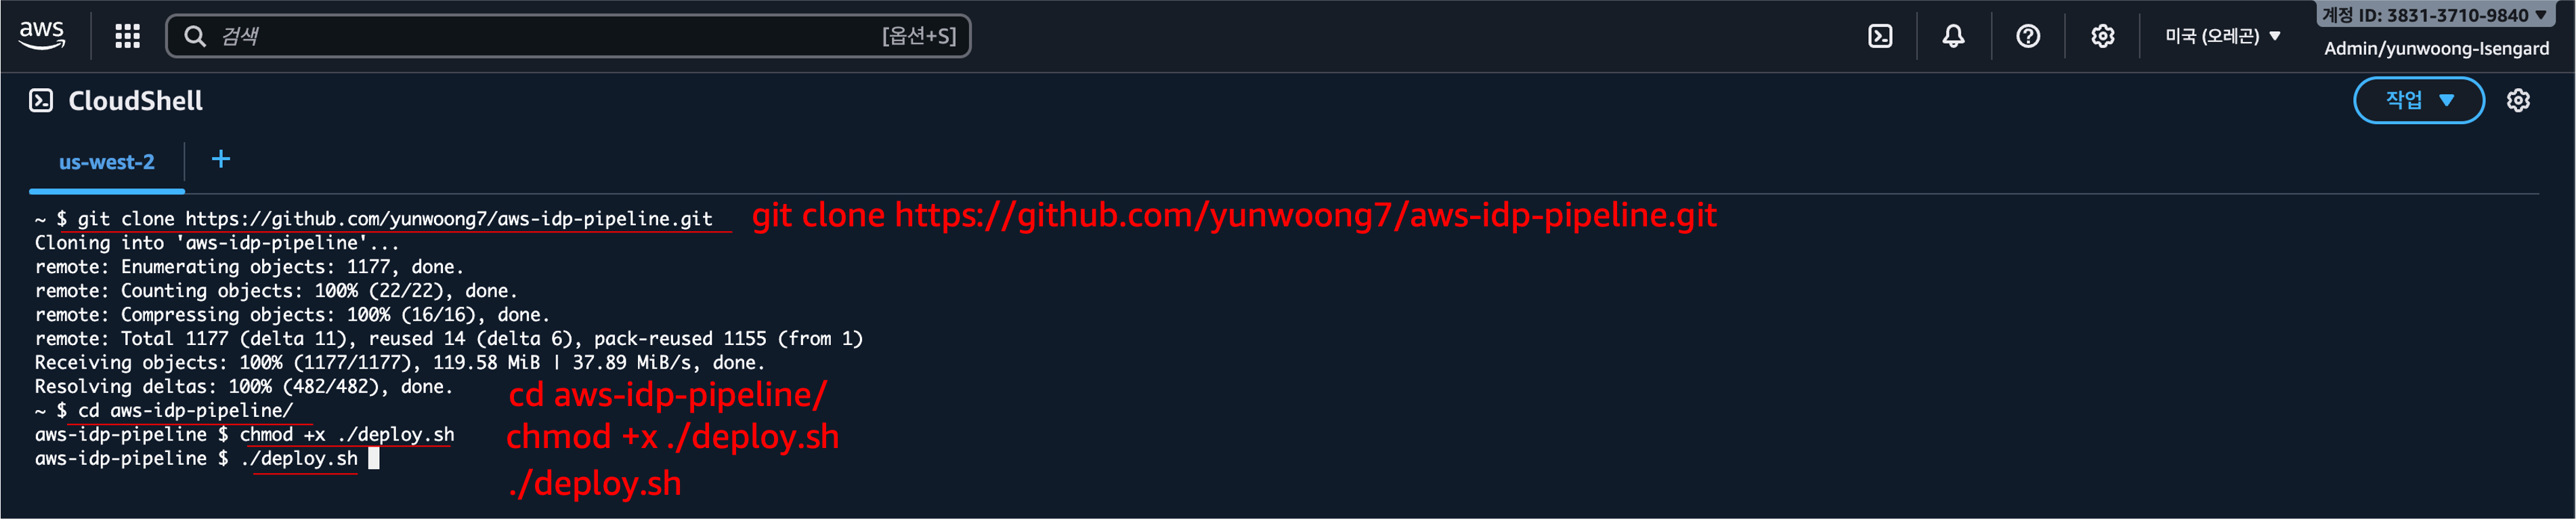 aws
검색
[옵션+S]
미국 (오레곤)
계정 ID: 3831-3710-9840
Admin/yunwoong-Isengard
CloudShell
작업
us-west-2
+
~ $ git clone https://github.com/yunwoong7/aws-idp-pipeline.git
git clone https://github.com/yunwoong7/aws-idp-pipeline.git
Cloning into 'aws-idp-pipeline'...
remote: Enumerating objects: 1177, done.
remote: Counting objects: 100% (22/22), done.
remote: Compressing objects: 100% (16/16), done.
remote: Total 1177 (delta 11), reused 14 (delta 6), pack-reused 1155 (from 1)
Receiving objects: 100% (1177/1177), 119.58 MiB | 37.89 MiB/s, done.
Resolving deltas: 100% (482/482), done.
cd aws-idp-pipeline/
~ $ cd aws-idp-pipeline/
aws-idp-pipeline $ chmod +x ./deploy.sh
chmod +x ./deploy.sh
aws-idp-pipeline $ ./deploy.sh
./deploy.sh